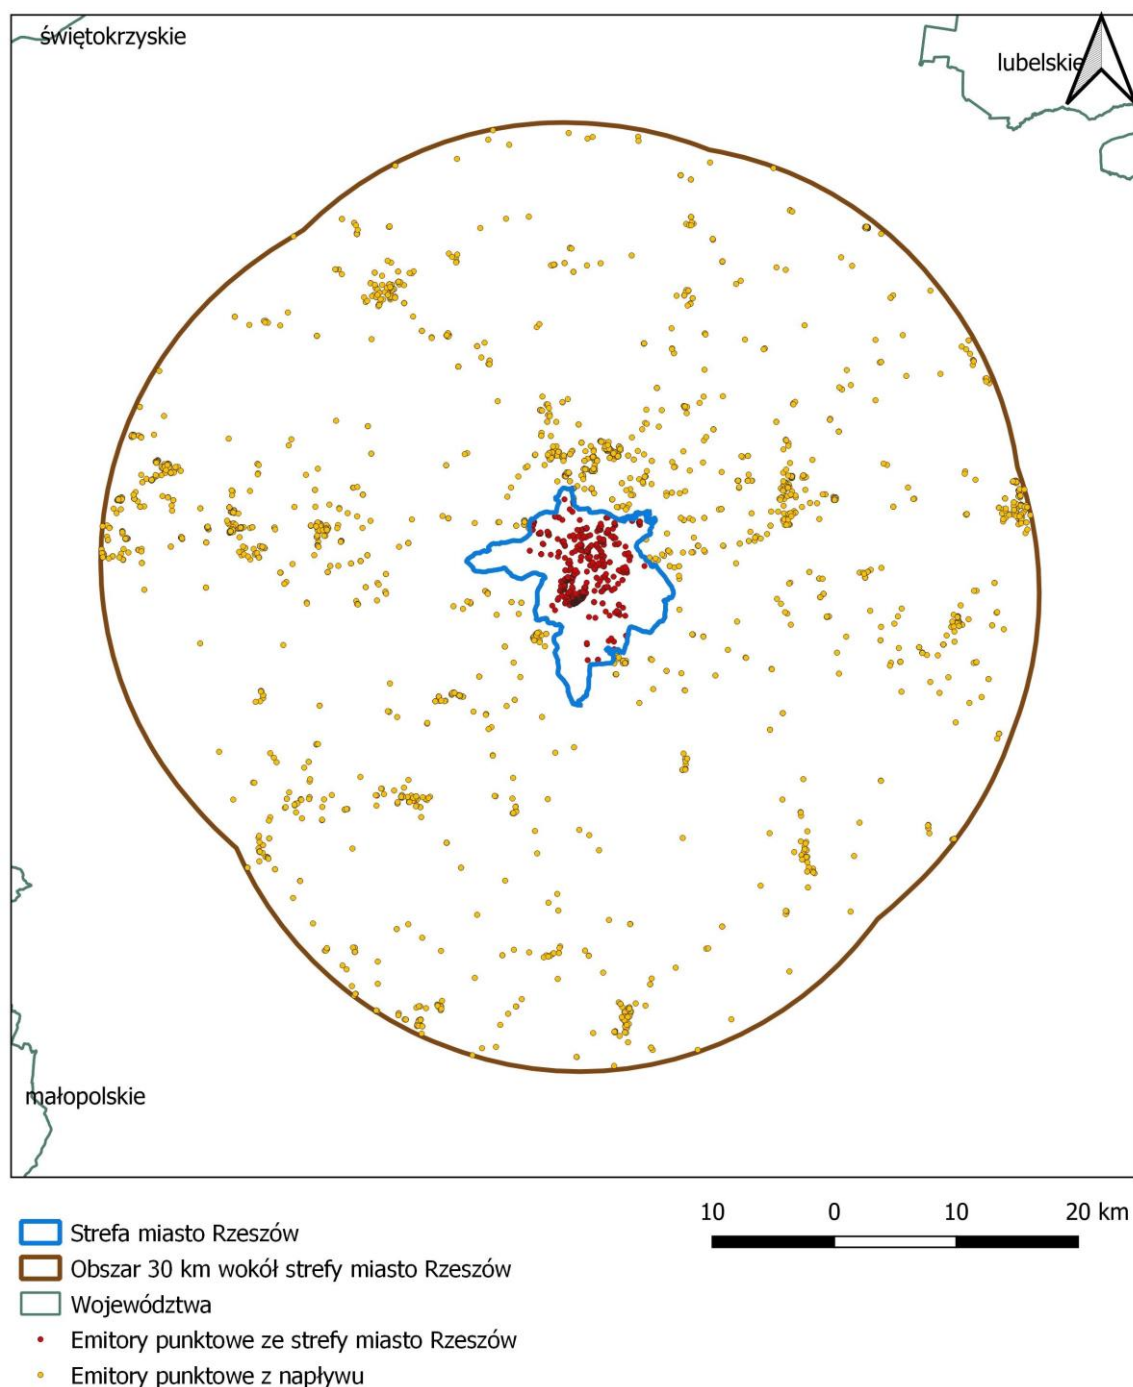 świętokrzyskie
lubelskie
małopolskie
10 0 10 20 km
Strefa miasto Rzeszów
Obszar 30 km wokół strefy miasto Rzeszów
Województwa
Emitory punktowe ze strefy miasto Rzeszów
Emitory punktowe z napływu